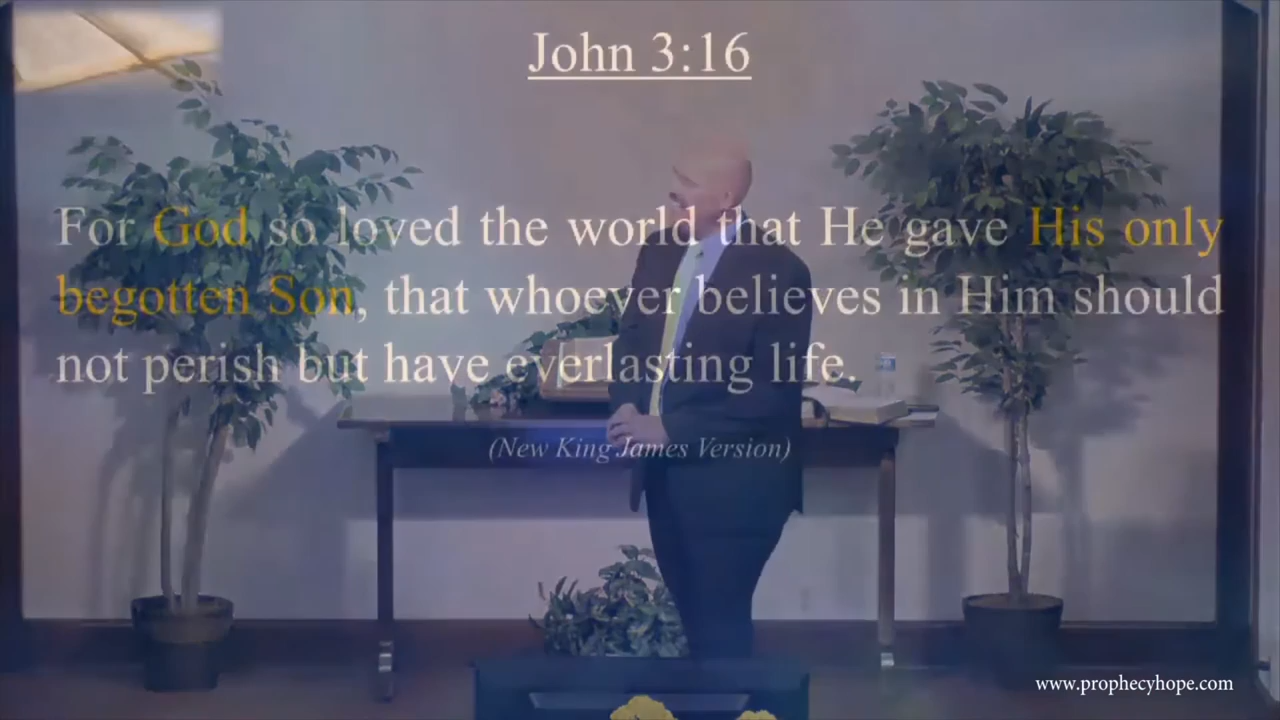 John 3:16
For God so loved the world that He gave His only
begotten Son, that whoever believes in Him should
not perish but have everlasting life.
(New King James Version)
www.prophecyhope.com